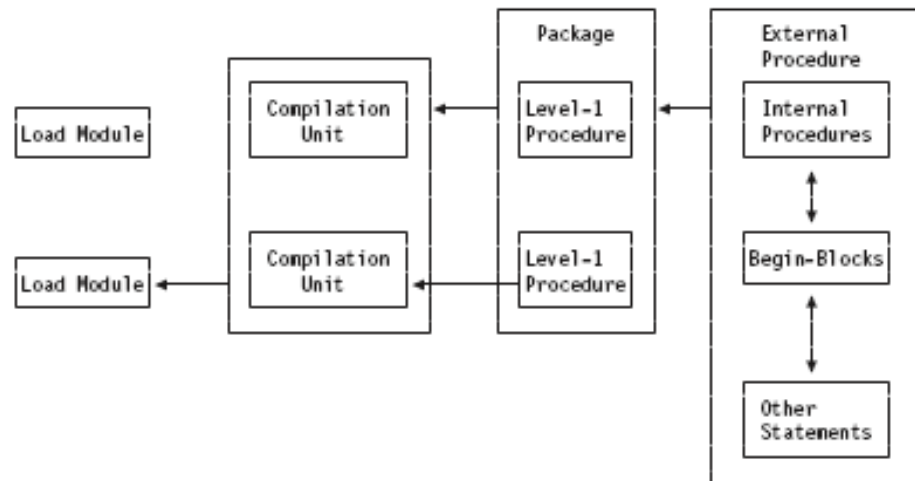 Package
External
Procedure
Load Module
Compilation
Unit
Level-1
Procedure
Internal
Procedures
Load Module
Compilation
Unit
Level-1
Procedure
Begin-Blocks
Other
Statements